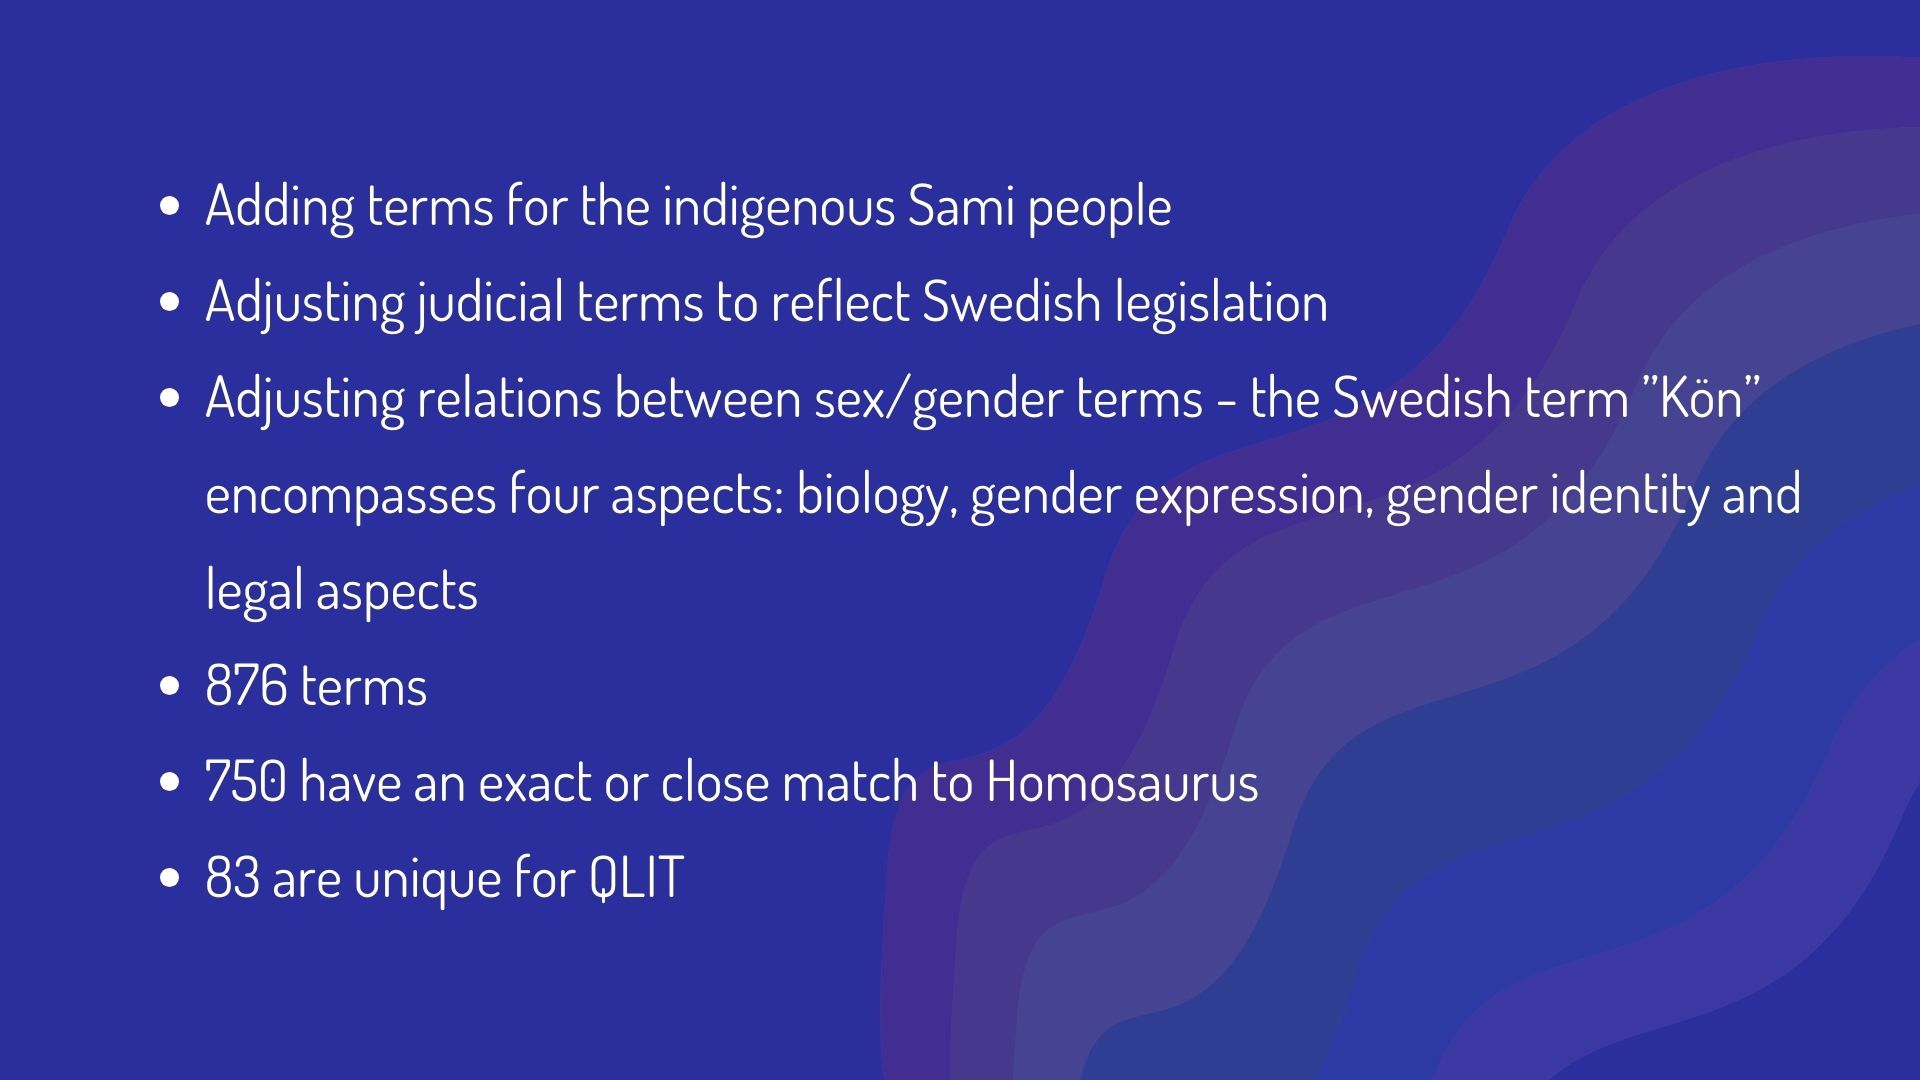 • Adding terms for the indigenous Sami people
• Adjusting judicial terms to reflect Swedish legislation
• Adjusting relations between sex/gender terms - the Swedish term ”Kön”
encompasses four aspects: biology, gender expression, gender identity and
legal aspects
• 876 terms
• 750 have an exact or close match to Homosaurus
• 83 are unique for QLIT